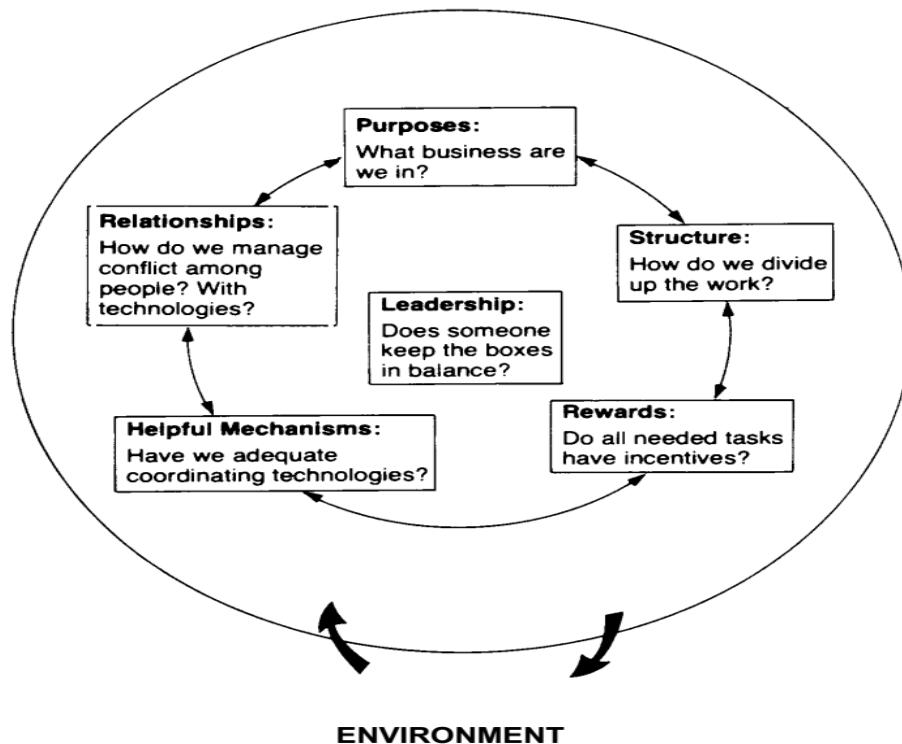 Purposes:
What business are
we in?
Relationships:
How do we manage
conflict among
people? With
technologies?
Structure:
How do we divide
up the work?
Leadership:
Does someone
keep the boxes
in balance?
Helpful Mechanisms:
Have we adequate
coordinating technologies?
Rewards:
Do all needed tasks
have incentives?
ENVIRONMENT